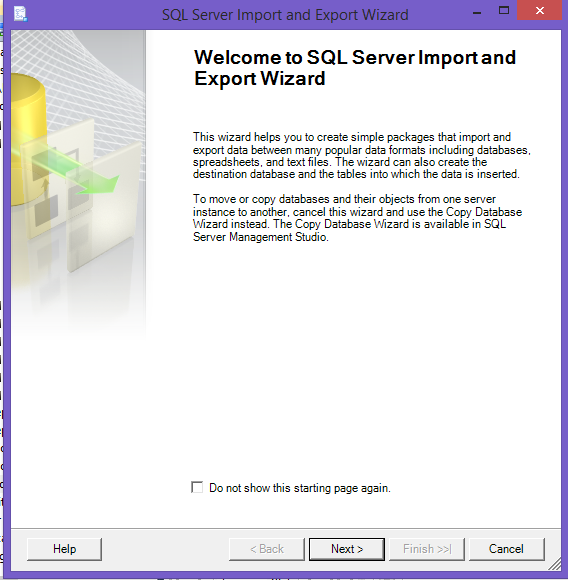 SQL Server Import and Export Wizard
Welcome to SQL Server Import and
Export Wizard
This wizard helps you to create simple packages that import and
export data between many popular data formats including databases,
spreadsheets, and text files. The wizard can also create the
destination database and the tables into which the data is inserted.
To move or copy databases and their objects from one server
instance to another, cancel this wizard and use the Copy Database
Wizard instead. The Copy Database Wizard is available in SQL
Server Management Studio.
Do not show this starting page again.
Help
< Back
Next >
Finish >>|
Cancel